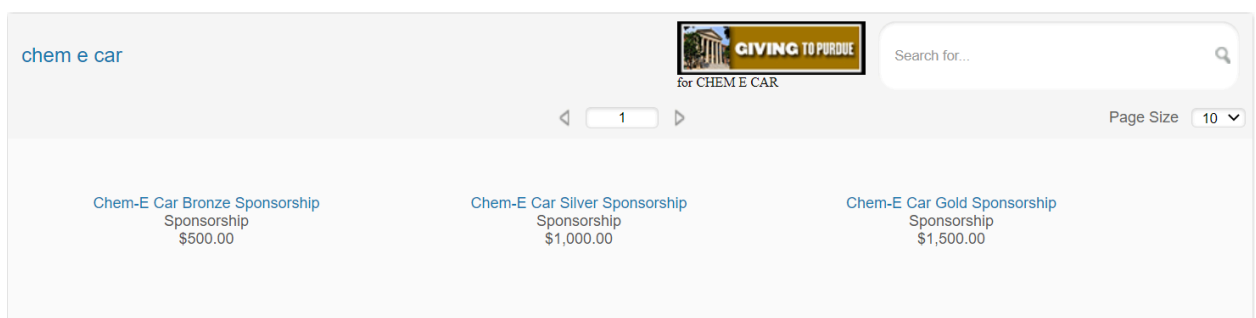 chem e car
GIVING TO PURDUE
for CHEM E CAR
Search for...
1
Page Size 10
Chem-E Car Bronze Sponsorship
Sponsorship
$500.00
Chem-E Car Silver Sponsorship
Sponsorship
$1,000.00
Chem-E Car Gold Sponsorship
Sponsorship
$1,500.00